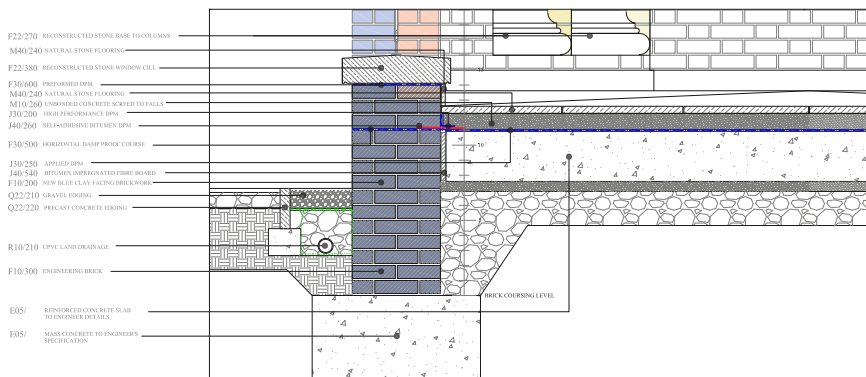 F22/270 RECONSTRUCTED STONE BASE TO COLUMNS
M40/240 NATURAL STONE FLOORING
F22/380 RECONSTRUCTED STONE WINDOW CILL
F30/600 PREFORMED DPM
M40/240 NATURAL STONE FLOORING
M10/260 UNBONDED CONCRETE SCREED TO FALLS
J30/200 HIGH PERFORMANCE DPM
J40/260 SELF-ADHESIVE BITUMEN DPM
F30/500 HORIZONTAL DAMP PROOF COURSE
J30/250 APPLIED DPM
J40/540 BITUMEN IMPREGNATED FIBRE BOARD
F10/200 NEW BLUE CLAY FACING BRICKWORK
Q22/210 GRAVEL EDGING
Q22/220 PRECAST CONCRETE EDGING
R10/210 UPVC LAND DRAINAGE
F10/300 ENGINEERING BRICK
BRICK COURSING LEVEL
E05/ REINFORCED CONCRETE SLAB
TO ENGINEER DETAILS
E05/ MASS CONCRETE TO ENGINEER'S
SPECIFICATION
10